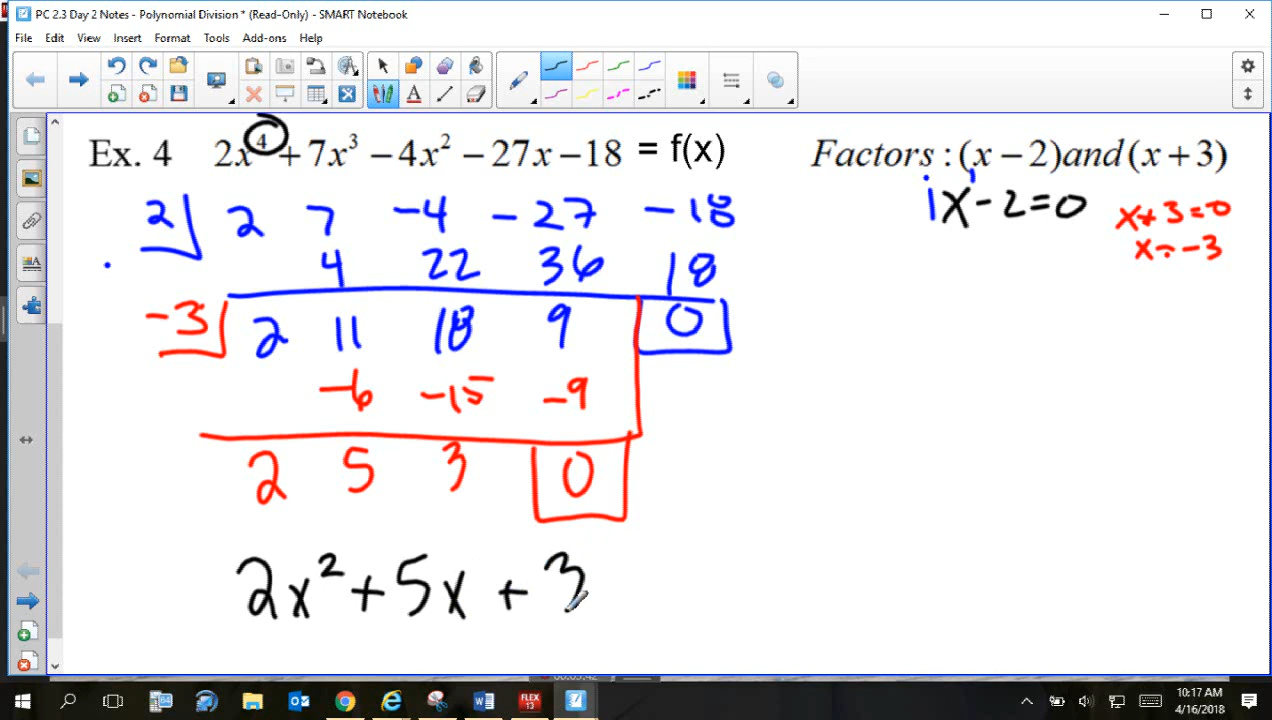 PC 2.3 Day 2 Notes - Polynomial Division * (Read-Only) - SMART Notebook
File Edit View Insert Format Tools Add-ons Help
Ex. 4 2x⁴ + 7x³ − 4x² − 27x − 18 = f(x) Factors : (x − 2)and (x + 3)
2 2 7 -4 -27 -18 x - 2 = 0 x + 3 = 0
4 22 36 18 x = -3
-3 2 11 18 9 0
-6 -15 -9
2 5 3 0
2x² + 5x + 3
FLEX
13
10:17 AM
4/16/2018